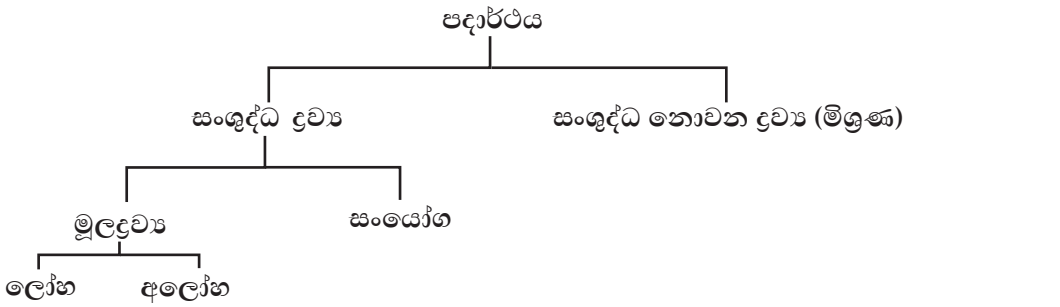 පදාර්ථය
සංශුද්ධ ද්‍රව්‍ය සංශුද්ධ නොවන ද්‍රව්‍ය (මිශ්‍රණ)
මූලද්‍රව්‍ය සංයෝග
ලෝහ අලෝහ